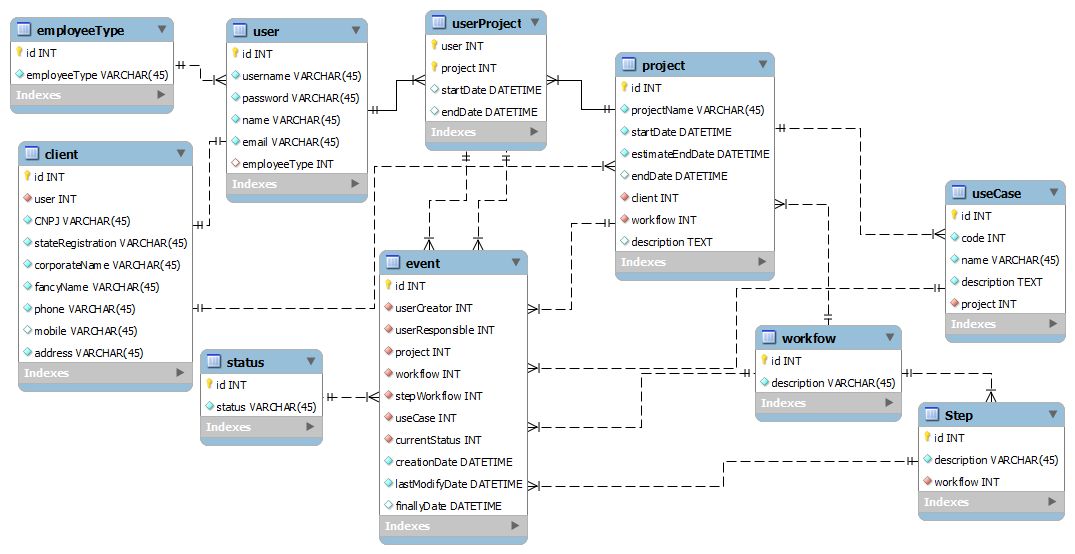 employeeType
id INT
employeeType VARCHAR(45)
Indexes
user
id INT
username VARCHAR(45)
password VARCHAR(45)
name VARCHAR(45)
email VARCHAR(45)
employeeType INT
Indexes
userProject
user INT
project INT
startDate DATETIME
endDate DATETIME
Indexes
project
id INT
projectName VARCHAR(45)
startDate DATETIME
estimateEndDate DATETIME
endDate DATETIME
client INT
workflow INT
description TEXT
Indexes
client
id INT
user INT
CNPJ VARCHAR(45)
stateRegistration VARCHAR(45)
corporateName VARCHAR(45)
fancyName VARCHAR(45)
phone VARCHAR(45)
mobile VARCHAR(45)
address VARCHAR(45)
Indexes
useCase
id INT
code INT
name VARCHAR(45)
description TEXT
project INT
Indexes
event
id INT
userCreator INT
userResponsible INT
project INT
workflow INT
stepWorkflow INT
useCase INT
currentStatus INT
creationDate DATETIME
lastModifyDate DATETIME
finallyDate DATETIME
Indexes
status
id INT
status VARCHAR(45)
Indexes
workfow
id INT
description VARCHAR(45)
Indexes
Step
id INT
description VARCHAR(45)
workflow INT
Indexes